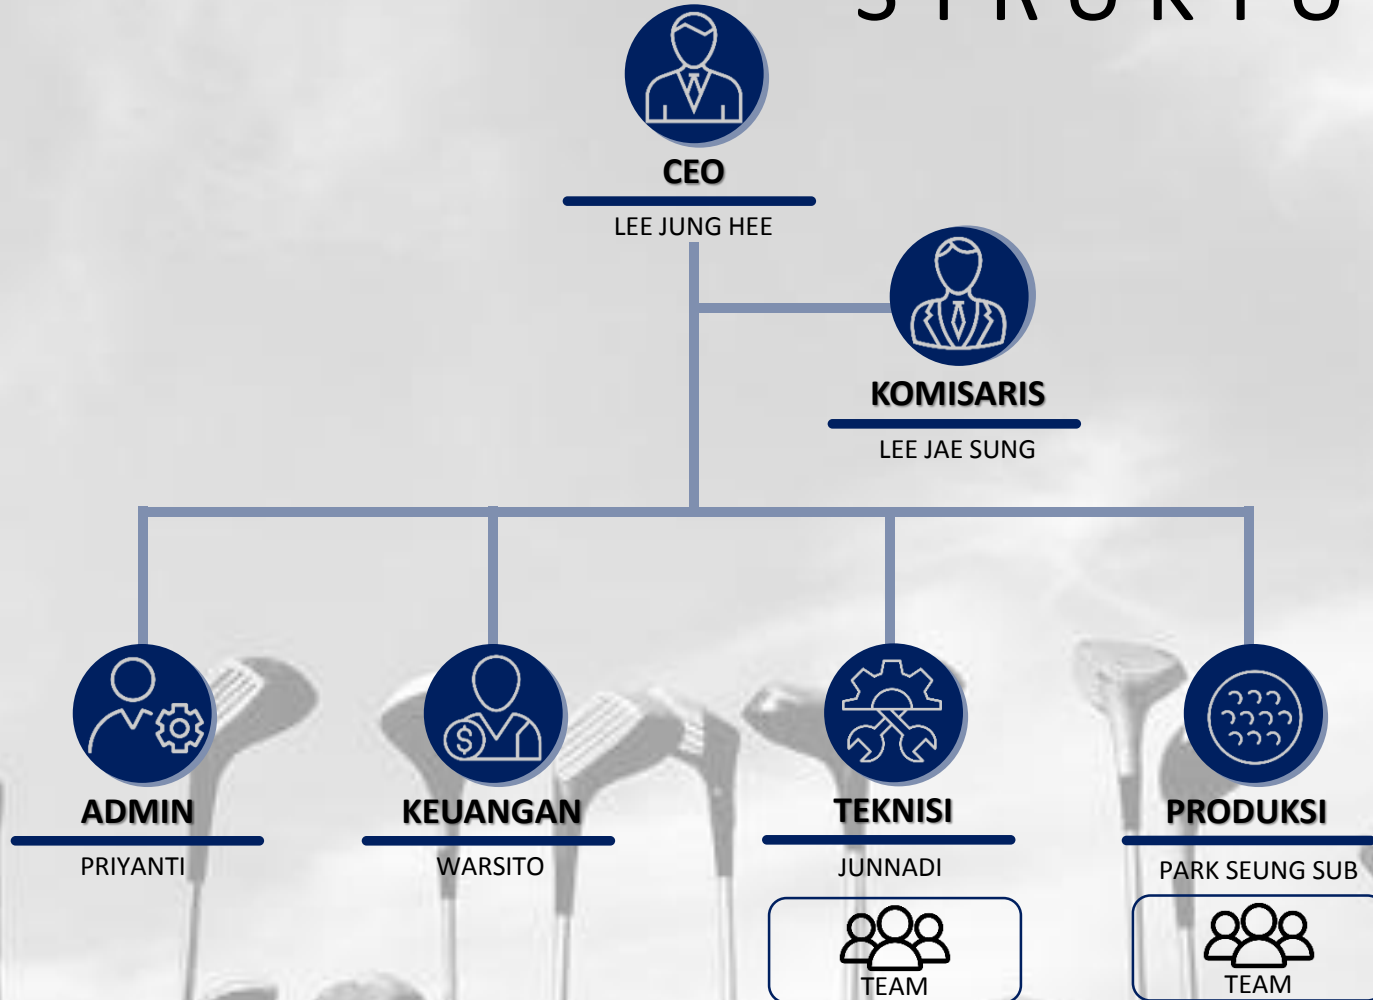 STRUKTU
CEO
LEE JUNG HEE
KOMISARIS
LEE JAE SUNG
ADMIN
PRIYANTI
KEUANGAN
WARSITO
TEKNISI
JUNNADI
TEAM
PRODUKSI
PARK SEUNG SUB
TEAM